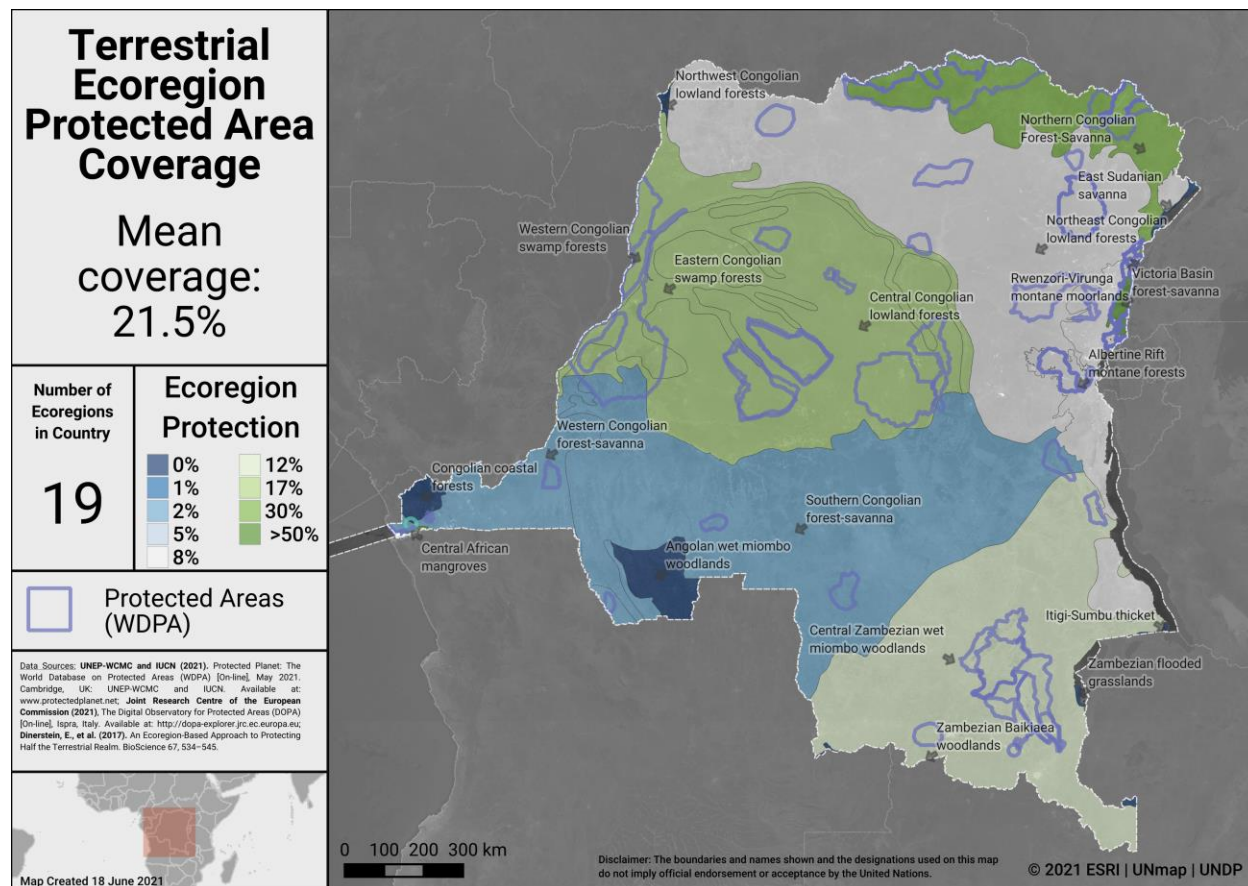 Terrestrial
Ecoregion
Protected Area
Coverage
Mean
coverage:
21.5%
Number of
Ecoregions
in Country
19
Ecoregion
Protection
0%
1%
2%
5%
8%
12%
17%
30%
>50%
Protected Areas
(WDPA)
Data Sources: UNEP-WCMC and IUCN (2021). Protected Planet: The
World Database on Protected Areas (WDPA) [On-line], May 2021.
Cambridge, UK: UNEP-WCMC and IUCN. Available at:
www.protectedplanet.net; Joint Research Centre of the European
Commission (2021), The Digital Observatory for Protected Areas (DOPA)
[On-line], Ispra, Italy. Available at: http://dopa-explorer.jrc.ec.europa.eu;
Dinerstein, E., et al. (2017). An Ecoregion-Based Approach to Protecting
Half the Terrestrial Realm. BioScience 67, 534–545.
Map Created 18 June 2021
Northwest Congolian
lowland forests
Northern Congolian
Forest-Savanna
East Sudanian
savanna
Northeast Congolian
lowland forests
Western Congolian
swamp forests
Eastern Congolian
swamp forests
Rwenzori-Virunga
montane moorlands
Victoria Basin
forest-savanna
Central Congolian
lowland forests
Albertine Rift
montane forests
Western Congolian
forest-savanna
Congolian coastal
forests
Southern Congolian
forest-savanna
Central African
mangroves
Angolan wet miombo
woodlands
Itigi-Sumbu thicket
Central Zambezian wet
miombo woodlands
Zambezian flooded
grasslands
Zambezian Baikiaea
woodlands
0 100 200 300 km
Disclaimer: The boundaries and names shown and the designations used on this map
do not imply official endorsement or acceptance by the United Nations.
© 2021 ESRI | UNmap | UNDP